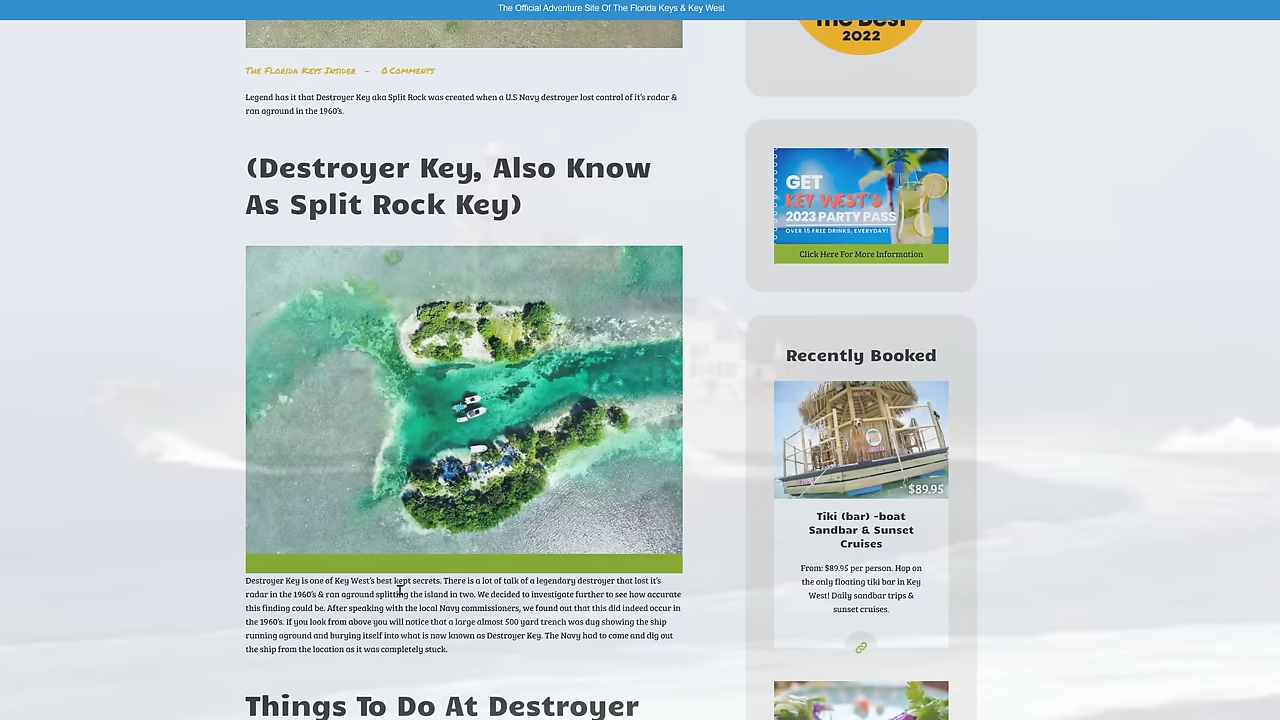 The Official Adventure Site Of The Florida Keys & Key West
The Best
2022
The Florida Keys Insider – 0 Comments
Legend has it that Destroyer Key aka Split Rock was created when a U.S Navy destroyer lost control of it's radar &
ran aground in the 1960's.
(Destroyer Key, Also Know
As Split Rock Key)
Destroyer Key is one of Key West's best kept secrets. There is a lot of talk of a legendary destroyer that lost it's
radar in the 1960's & ran aground splitting the island in two. We decided to investigate further to see how accurate
this finding could be. After speaking with the local Navy commissioners, we found out that this did indeed occur in
the 1960's. If you look from above you will notice that a large almost 500 yard trench was dug showing the ship
running aground and burying itself into what is now known as Destroyer Key. The Navy had to come and dig out
the ship from the location as it was completely stuck.
Things To Do At Destroyer
GET
KEY WEST'S
2023 PARTY PASS
OVER 15 FREE DRINKS, EVERYDAY!
Click Here For More Information
Recently Booked
$89.95
Tiki (bar) -boat
Sandbar & Sunset
Cruises
From: $89.95 per person. Hop on
the only floating tiki bar in Key
West! Daily sandbar trips &
sunset cruises.